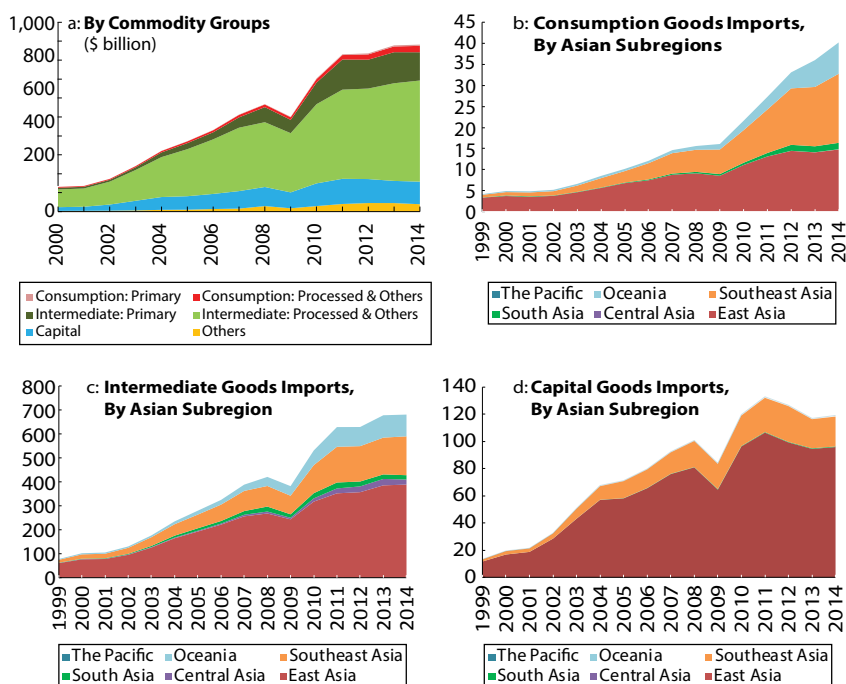 a: By Commodity Groups
($ billion)
1,000
800
600
400
200
0
2000
2002
2004
2006
2008
2010
2012
2014
Consumption: Primary
Consumption: Processed & Others
Intermediate: Primary
Intermediate: Processed & Others
Capital
Others
b: Consumption Goods Imports,
By Asian Subregions
45
40
35
30
25
20
15
10
5
0
1999
2000
2001
2002
2003
2004
2005
2006
2007
2008
2009
2010
2011
2012
2013
2014
The Pacific
Oceania
Southeast Asia
South Asia
Central Asia
East Asia
c: Intermediate Goods Imports,
By Asian Subregion
800
700
600
500
400
300
200
100
0
1999
2000
2001
2002
2003
2004
2005
2006
2007
2008
2009
2010
2011
2012
2013
2014
The Pacific
Oceania
Southeast Asia
South Asia
Central Asia
East Asia
d: Capital Goods Imports,
By Asian Subregion
140
120
100
80
60
40
20
0
1999
2000
2001
2002
2003
2004
2005
2006
2007
2008
2009
2010
2011
2012
2013
2014
The Pacific
Oceania
Southeast Asia
South Asia
Central Asia
East Asia